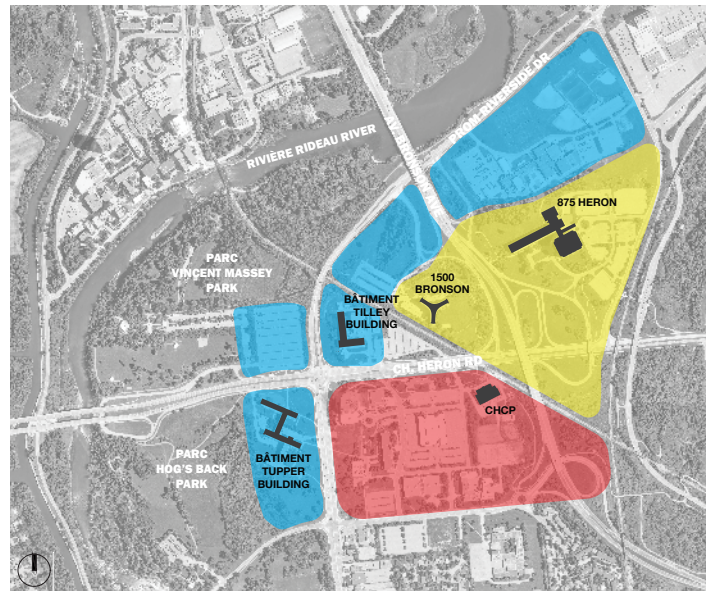 PROM RIVERSIDE DR
RIVIÈRE RIDEAU RIVER
875 HERON
PARC
VINCENT MASSEY
PARK
1500
BRONSON
BÂTIMENT
TILLEY
BUILDING
CH. HERON RD
CHCP
PARC
HOG'S BACK
PARK
BÂTIMENT
TUPPER
BUILDING